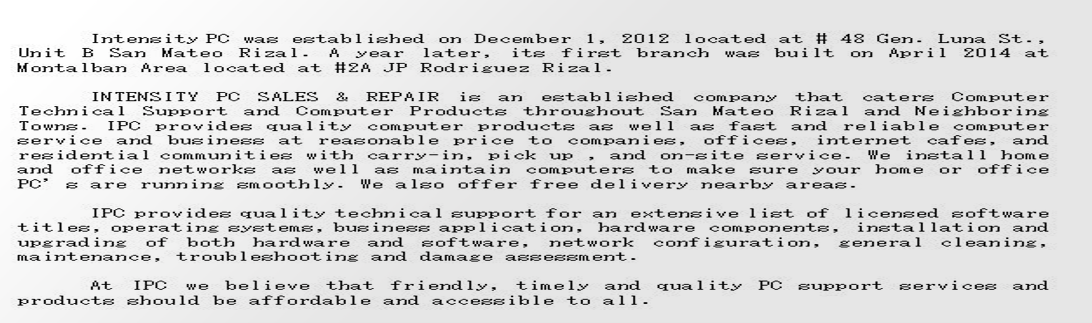 Intensity PC was established on December 1, 2012 located at # 48 Gen. Luna St.,
Unit B San Mateo Rizal. A year later, its first branch was built on April 2014 at
Montalban Area located at #2A JP Rodriguez Rizal.
INTENSITY PC SALES & REPAIR is an established company that caters Computer
Technical Support and Computer Products throughout San Mateo Rizal and Neighboring
Towns. IPC provides quality computer products as well as fast and reliable computer
service and business at reasonable price to companies, offices, internet cafes, and
residential communities with carry-in, pick up , and on-site service. We install home
and office networks as well as maintain computers to make sure your home or office
PC’ s are running smoothly. We also offer free delivery nearby areas.
IPC provides quality technical support for an extensive list of licensed software
titles, operating systems, business application, hardware components, installation and
upgrading of both hardware and software, network configuration, general cleaning,
maintenance, troubleshooting and damage assessment.
At IPC we believe that friendly, timely and quality PC support services and
products should be affordable and accessible to all.